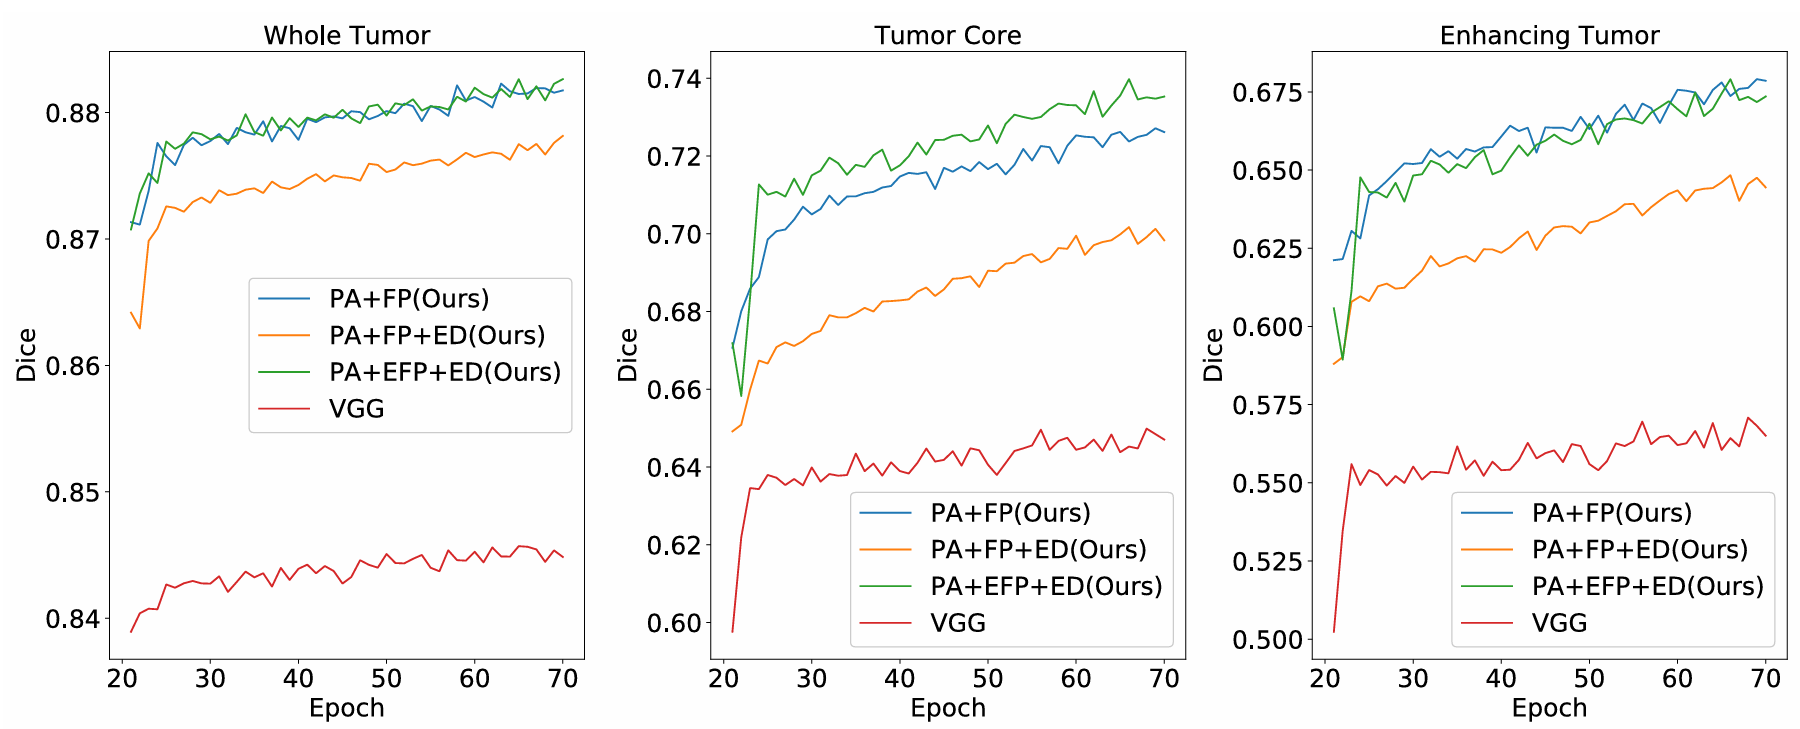 Whole Tumor
0.88
0.87
0.86
0.85
0.84
Dice
20 30 40 50 60 70
Epoch
PA+FP(Ours)
PA+FP+ED(Ours)
PA+EFP+ED(Ours)
VGG
Tumor Core
0.74
0.72
0.70
0.68
0.66
0.64
0.62
0.60
Dice
20 30 40 50 60 70
Epoch
PA+FP(Ours)
PA+FP+ED(Ours)
PA+EFP+ED(Ours)
VGG
Enhancing Tumor
0.675
0.650
0.625
0.600
0.575
0.550
0.525
0.500
Dice
20 30 40 50 60 70
Epoch
PA+FP(Ours)
PA+FP+ED(Ours)
PA+EFP+ED(Ours)
VGG